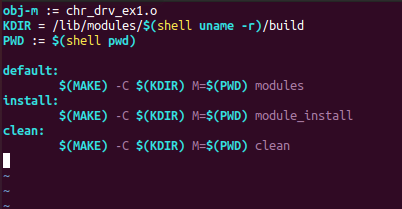 obj-m := chr_drv_ex1.o
KDIR = /lib/modules/$(shell uname -r)/build
PWD := $(shell pwd)

default:
        $(MAKE) -C $(KDIR) M=$(PWD) modules
install:
        $(MAKE) -C $(KDIR) M=$(PWD) module_install
clean:
        $(MAKE) -C $(KDIR) M=$(PWD) clean

~
~
~